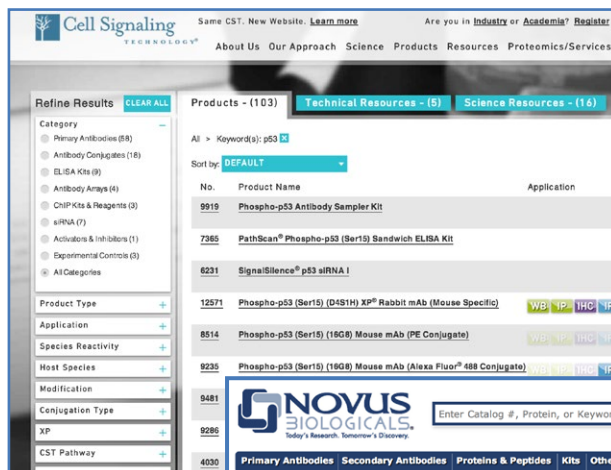 Cell Signaling
TECHNOLOGY®
Same CST. New Website. Learn more
Are you in Industry or Academia? Register
About Us Our Approach Science Products Resources Proteomics/Services
Refine Results CLEAR ALL
Category −
Primary Antibodies (58)
Antibody Conjugates (18)
ELISA Kits (9)
Antibody Arrays (4)
ChIP Kits & Reagents (3)
siRNA (7)
Activators & Inhibitors (1)
Experimental Controls (3)
All Categories
Product Type +
Application +
Species Reactivity +
Host Species +
Modification +
Conjugation Type +
XP +
CST Pathway +
Products - (103) Technical Resources - (5) Science Resources - (16)
All > Keyword(s): p53 x
Sort by: DEFAULT
No. Product Name Application
9919 Phospho-p53 Antibody Sampler Kit
7365 PathScan® Phospho-p53 (Ser15) Sandwich ELISA Kit
6231 SignalSilence® p53 siRNA I
12571 Phospho-p53 (Ser15) (D4S1H) XP® Rabbit mAb (Mouse Specific) WB IP IHC
8514 Phospho-p53 (Ser15) (16G8) Mouse mAb (PE Conjugate)
9235 Phospho-p53 (Ser15) (16G8) Mouse mAb (Alexa Fluor® 488 Conjugate)
9481
9286
4030
NOVUS
BIOLOGICALS®
Today's Research. Tomorrow's Discovery.
Enter Catalog #, Protein, or Keywor
Primary Antibodies Secondary Antibodies Proteins & Peptides Kits Othe